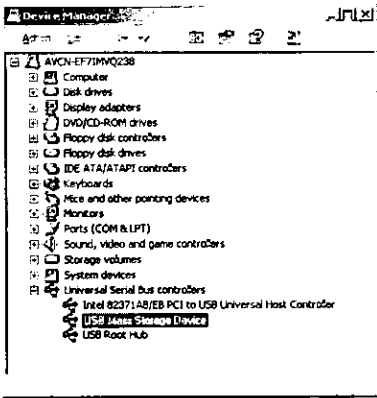 Device Manager
AVCN-EF7IMVQ238
Computer
Disk drives
Display adapters
DVD/CD-ROM drives
Floppy disk controllers
Floppy disk drives
IDE ATA/ATAPI controllers
Keyboards
Mice and other pointing devices
Monitors
Ports (COM & LPT)
Sound, video and game controllers
Storage volumes
System devices
Universal Serial Bus controllers
Intel 82371AB/EB PCI to USB Universal Host Controller
USB Mass Storage Device
USB Root Hub